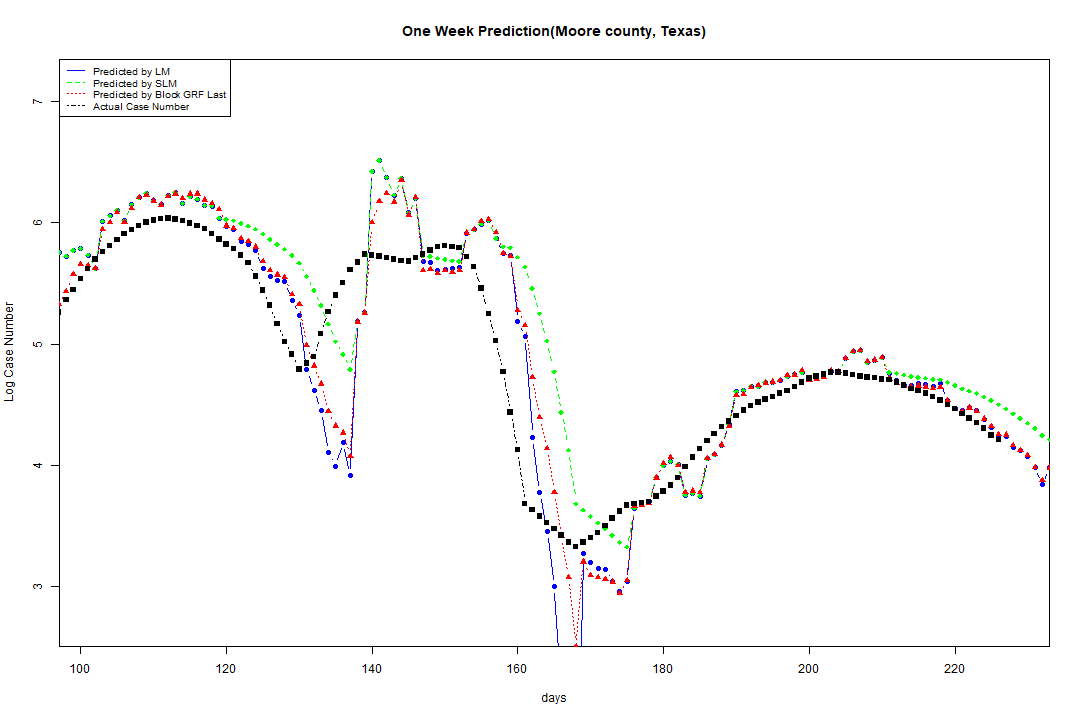 One Week Prediction(Moore county, Texas)
Predicted by LM
Predicted by SLM
Predicted by Block GRF Last
Actual Case Number
7
6
5
4
3
Log Case Number
100 120 140 160 180 200 220
days